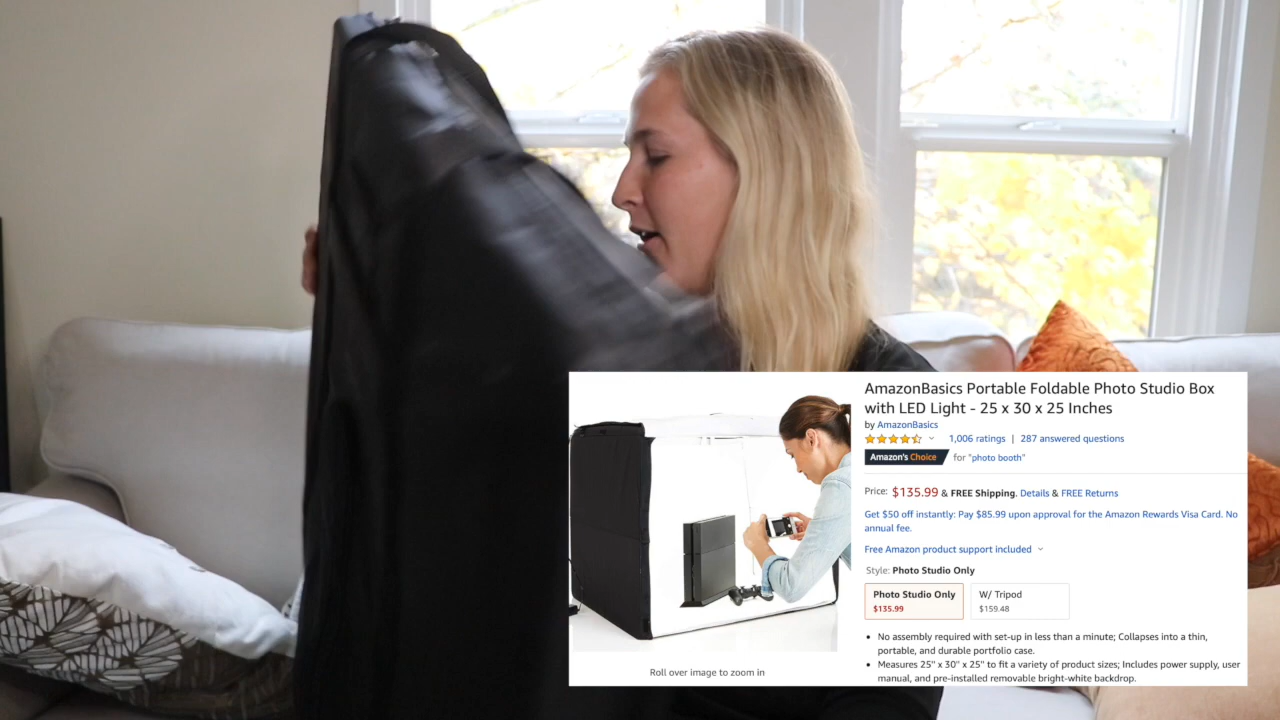 AmazonBasics Portable Foldable Photo Studio Box
with LED Light - 25 x 30 x 25 Inches
by AmazonBasics
1,006 ratings | 287 answered questions
Amazon's Choice for "photo booth"
Price: $135.99 & FREE Shipping. Details & FREE Returns
Get $50 off instantly: Pay $85.99 upon approval for the Amazon Rewards Visa Card. No
annual fee.
Free Amazon product support included
Style: Photo Studio Only
Photo Studio Only
$135.99
W/ Tripod
$159.48
• No assembly required with set-up in less than a minute; Collapses into a thin,
portable, and durable portfolio case.
• Measures 25" x 30" x 25" to fit a variety of product sizes; Includes power supply, user
manual, and pre-installed removable bright-white backdrop.
Roll over image to zoom in